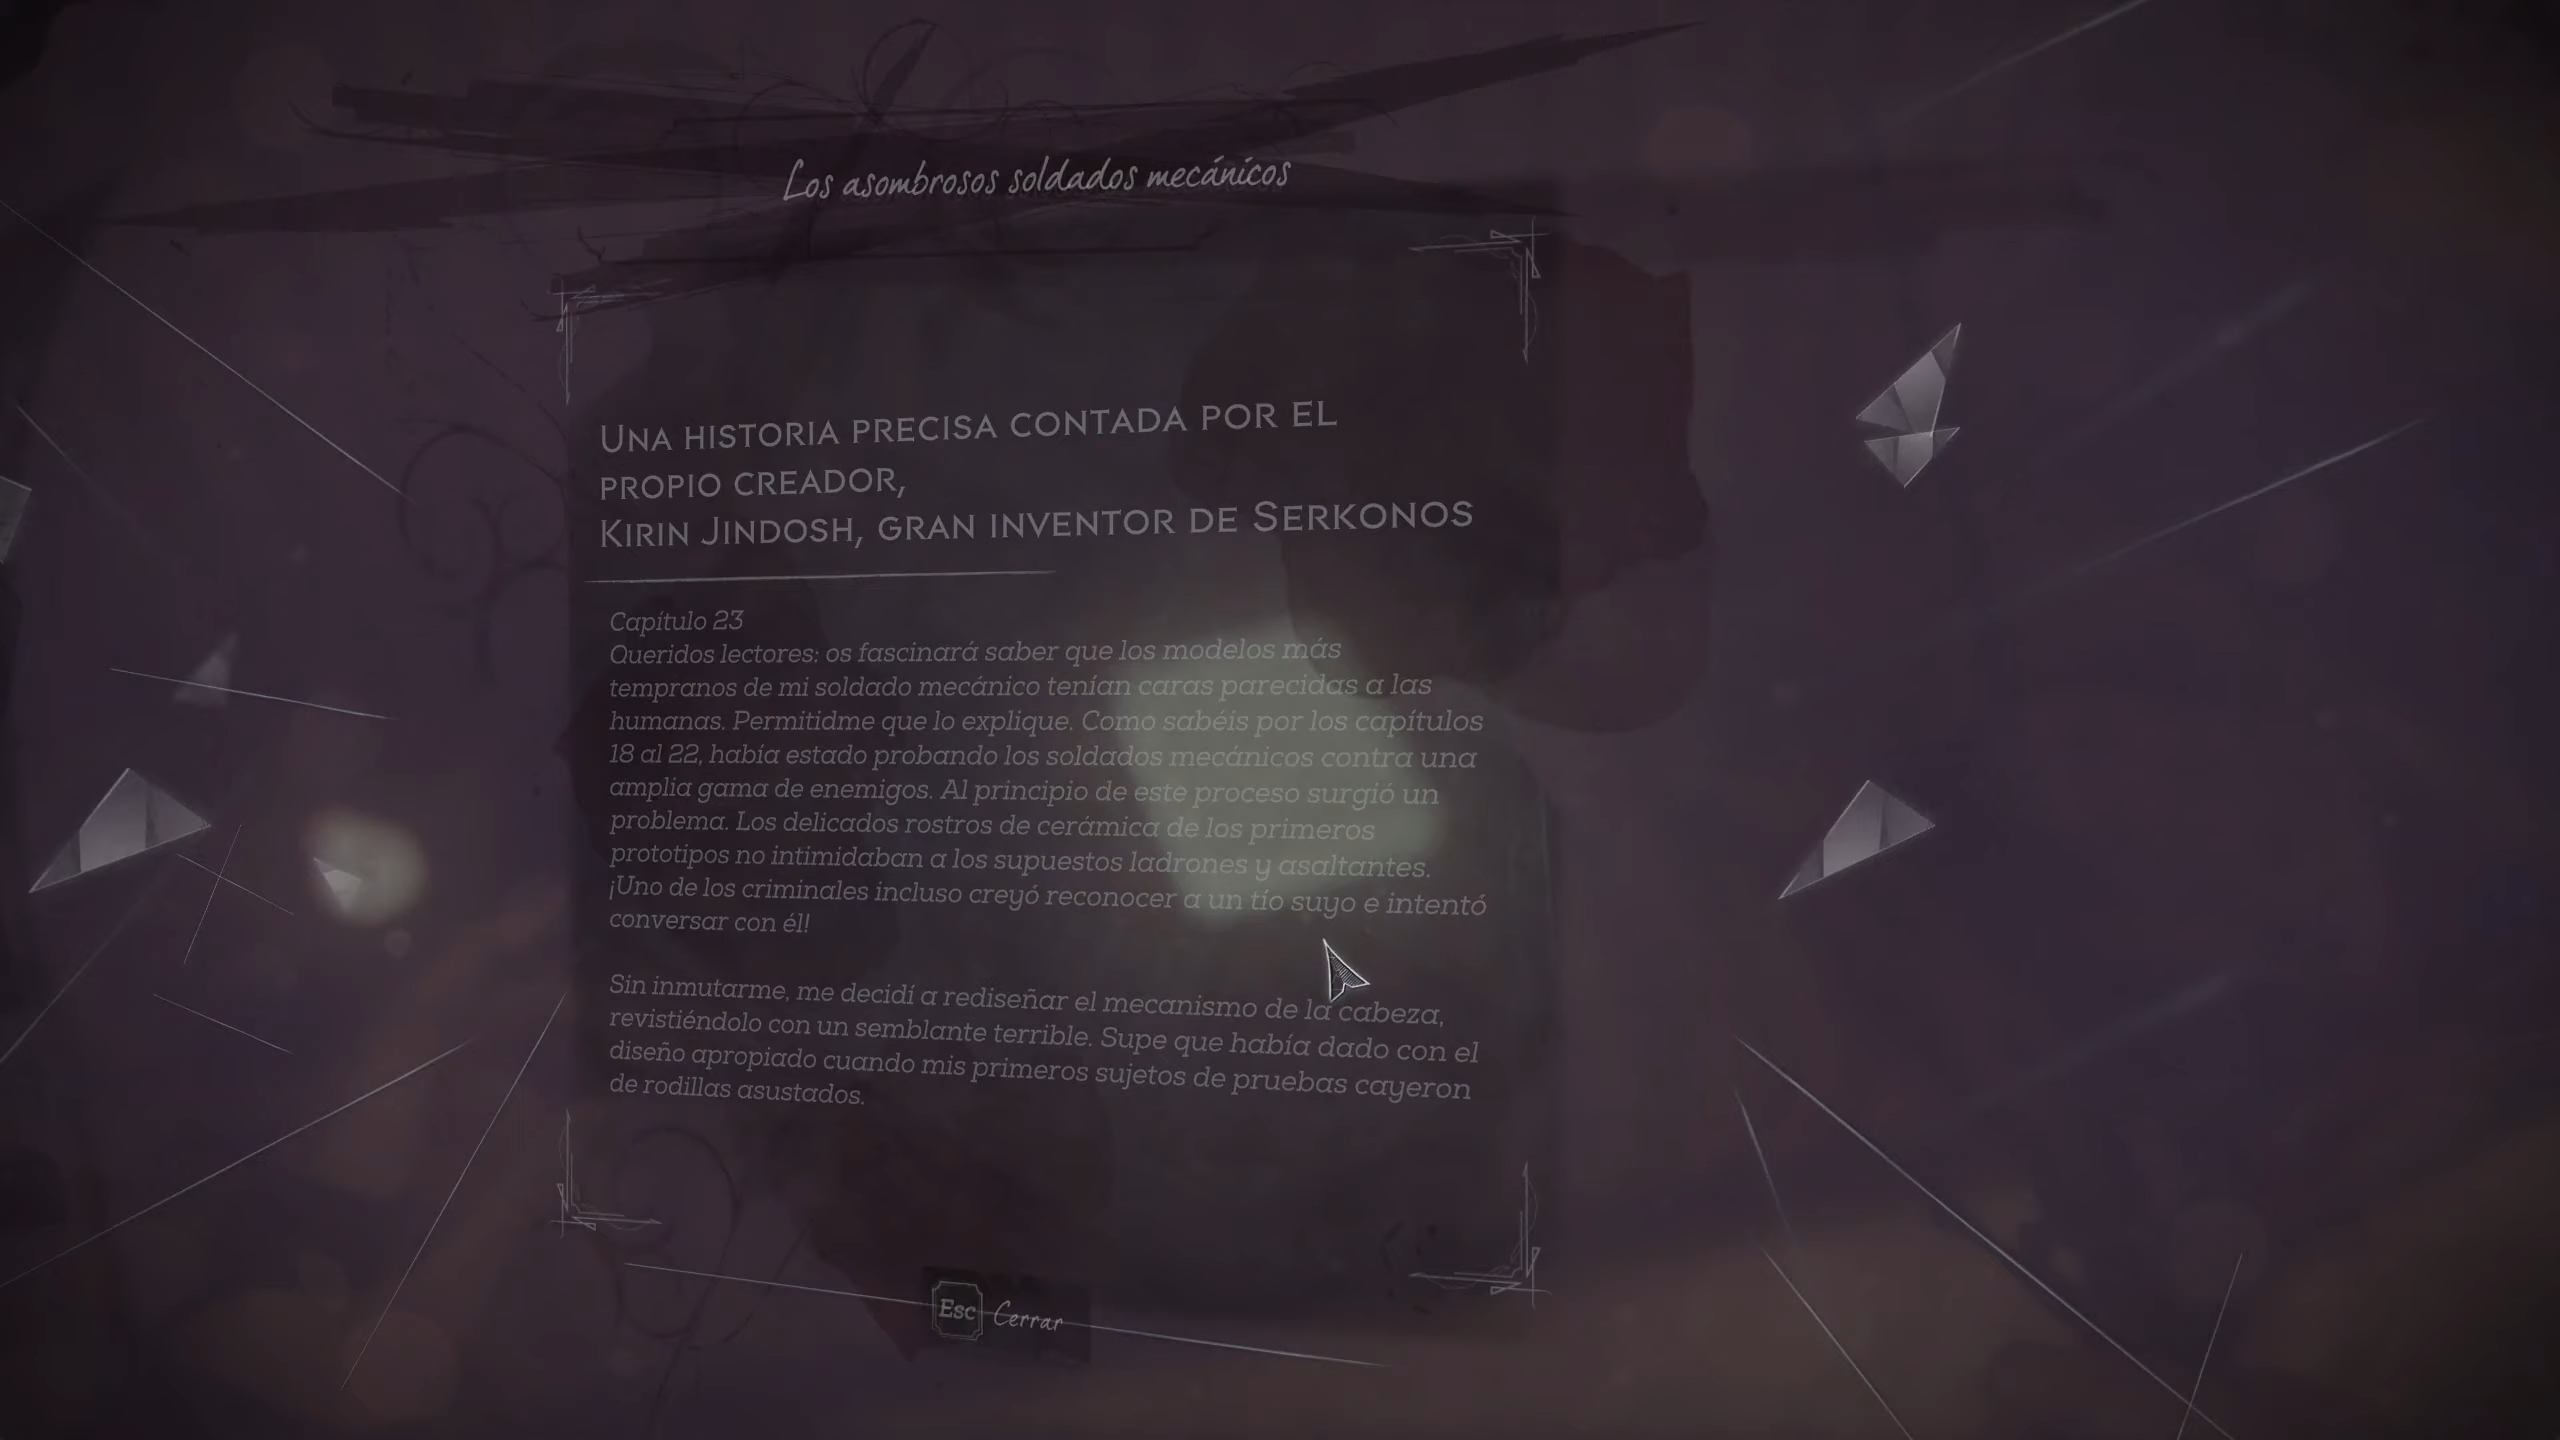 Los asombrosos soldados mecánicos
Una historia precisa contada por el
propio creador,
Kirin Jindosh, gran inventor de Serkonos
Capítulo 23
Queridos lectores: os fascinará saber que los modelos más
tempranos de mi soldado mecánico tenían caras parecidas a las
humanas. Permitidme que lo explique. Como sabéis por los capítulos
18 al 22, había estado probando los soldados mecánicos contra una
amplia gama de enemigos. Al principio de este proceso surgió un
problema. Los delicados rostros de cerámica de los primeros
prototipos no intimidaban a los supuestos ladrones y asaltantes.
¡Uno de los criminales incluso creyó reconocer a un tío suyo e intentó
conversar con él!
Sin inmutarme, me decidí a rediseñar el mecanismo de la cabeza,
revistiéndolo con un semblante terrible. Supe que había dado con el
diseño apropiado cuando mis primeros sujetos de pruebas cayeron
de rodillas asustados.
Esc Cerrar